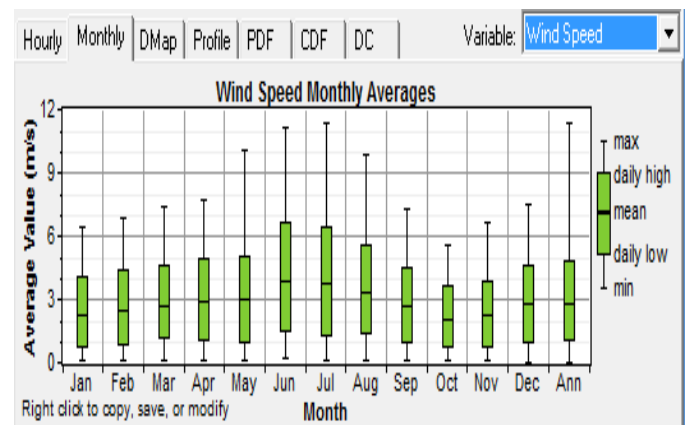 Hourly Monthly DMap Profile PDF CDF DC Variable: Wind Speed
Wind Speed Monthly Averages
Average Value (m/s)
12
9
6
3
0
max
daily high
mean
daily low
min
Jan Feb Mar Apr May Jun Jul Aug Sep Oct Nov Dec Ann
Right click to copy, save, or modify
Month